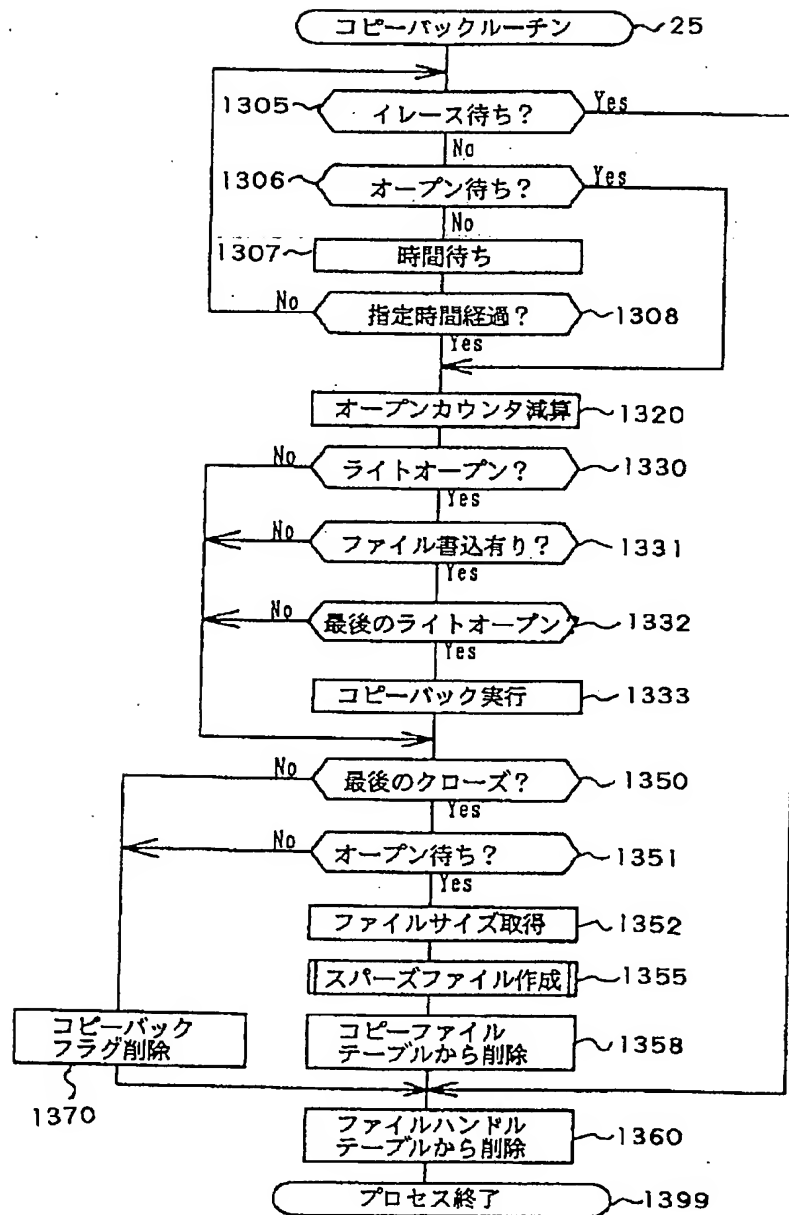 コピーバックルーチン 25
1305 イレース待ち? Yes
No
1306 オープン待ち? Yes
No
1307 時間待ち
No 指定時間経過? 1308
Yes
オープンカウンタ減算 1320
No ライトオープン? 1330
Yes
No ファイル書込有り? 1331
Yes
No 最後のライトオープン? 1332
Yes
コピーバック実行 1333
No 最後のクローズ? 1350
Yes
No オープン待ち? 1351
Yes
ファイルサイズ取得 1352
スパーズファイル作成 1355
コピーバック
フラグ削除
1370
コピーファイル
テーブルから削除 1358
ファイルハンドル
テーブルから削除 1360
プロセス終了 1399